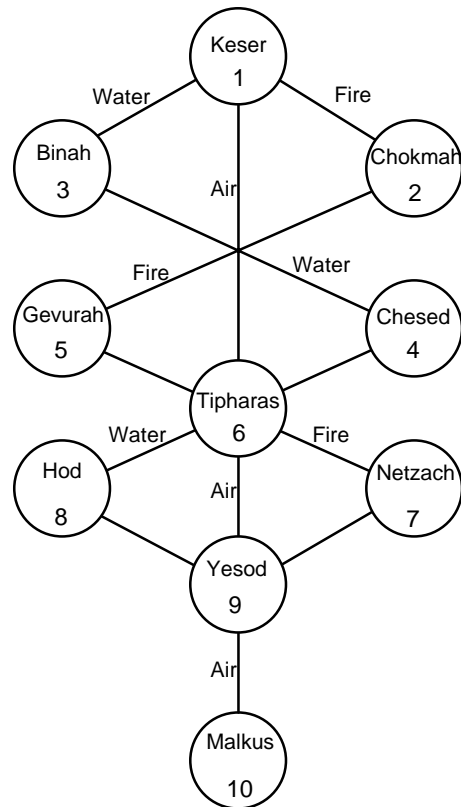 Keser
1
Water
Fire
Binah
3
Air
Chokmah
2
Fire
Water
Gevurah
5
Chesed
4
Tipharas
6
Water
Fire
Hod
8
Air
Netzach
7
Yesod
9
Air
Malkus
10